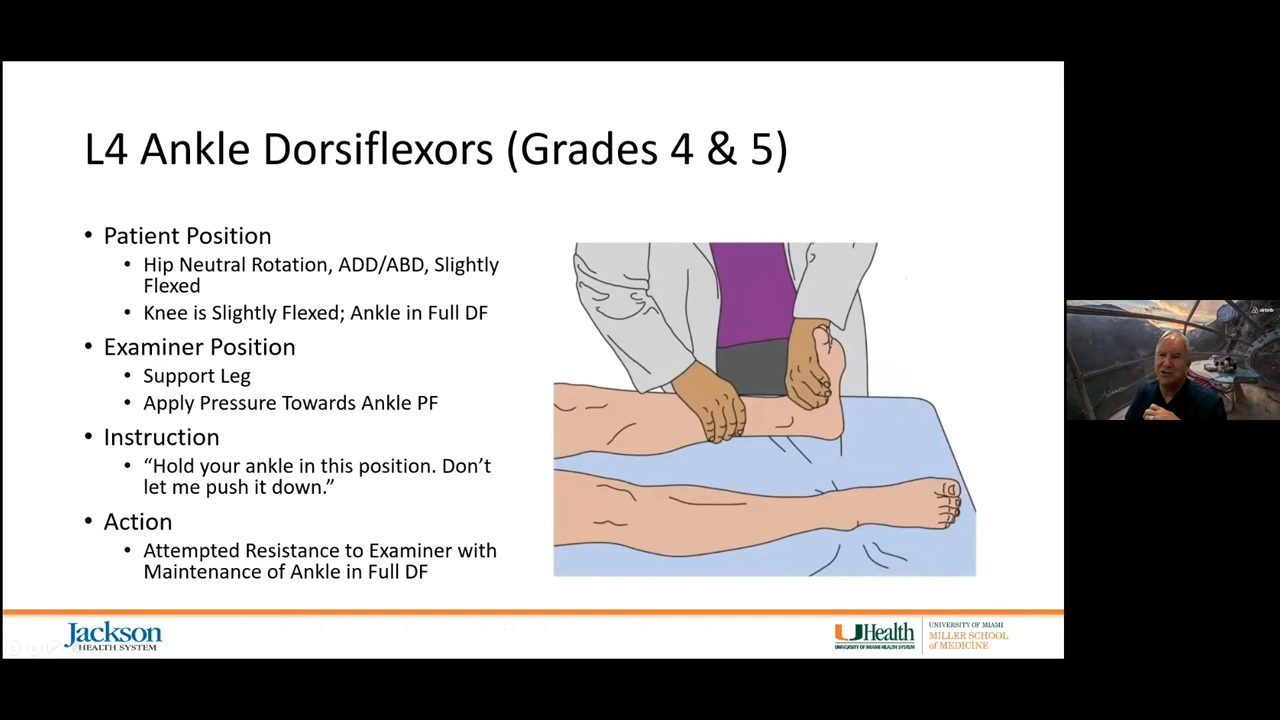 L4 Ankle Dorsiflexors (Grades 4 & 5)
• Patient Position
• Hip Neutral Rotation, ADD/ABD, Slightly
Flexed
• Knee is Slightly Flexed; Ankle in Full DF
• Examiner Position
• Support Leg
• Apply Pressure Towards Ankle PF
• Instruction
• “Hold your ankle in this position. Don’t
let me push it down.”
• Action
• Attempted Resistance to Examiner with
Maintenance of Ankle in Full DF
airbnb
Jackson
HEALTH SYSTEM
UHealth
UNIVERSITY OF MIAMI HEALTH SYSTEM
UNIVERSITY OF MIAMI
MILLER SCHOOL
of MEDICINE